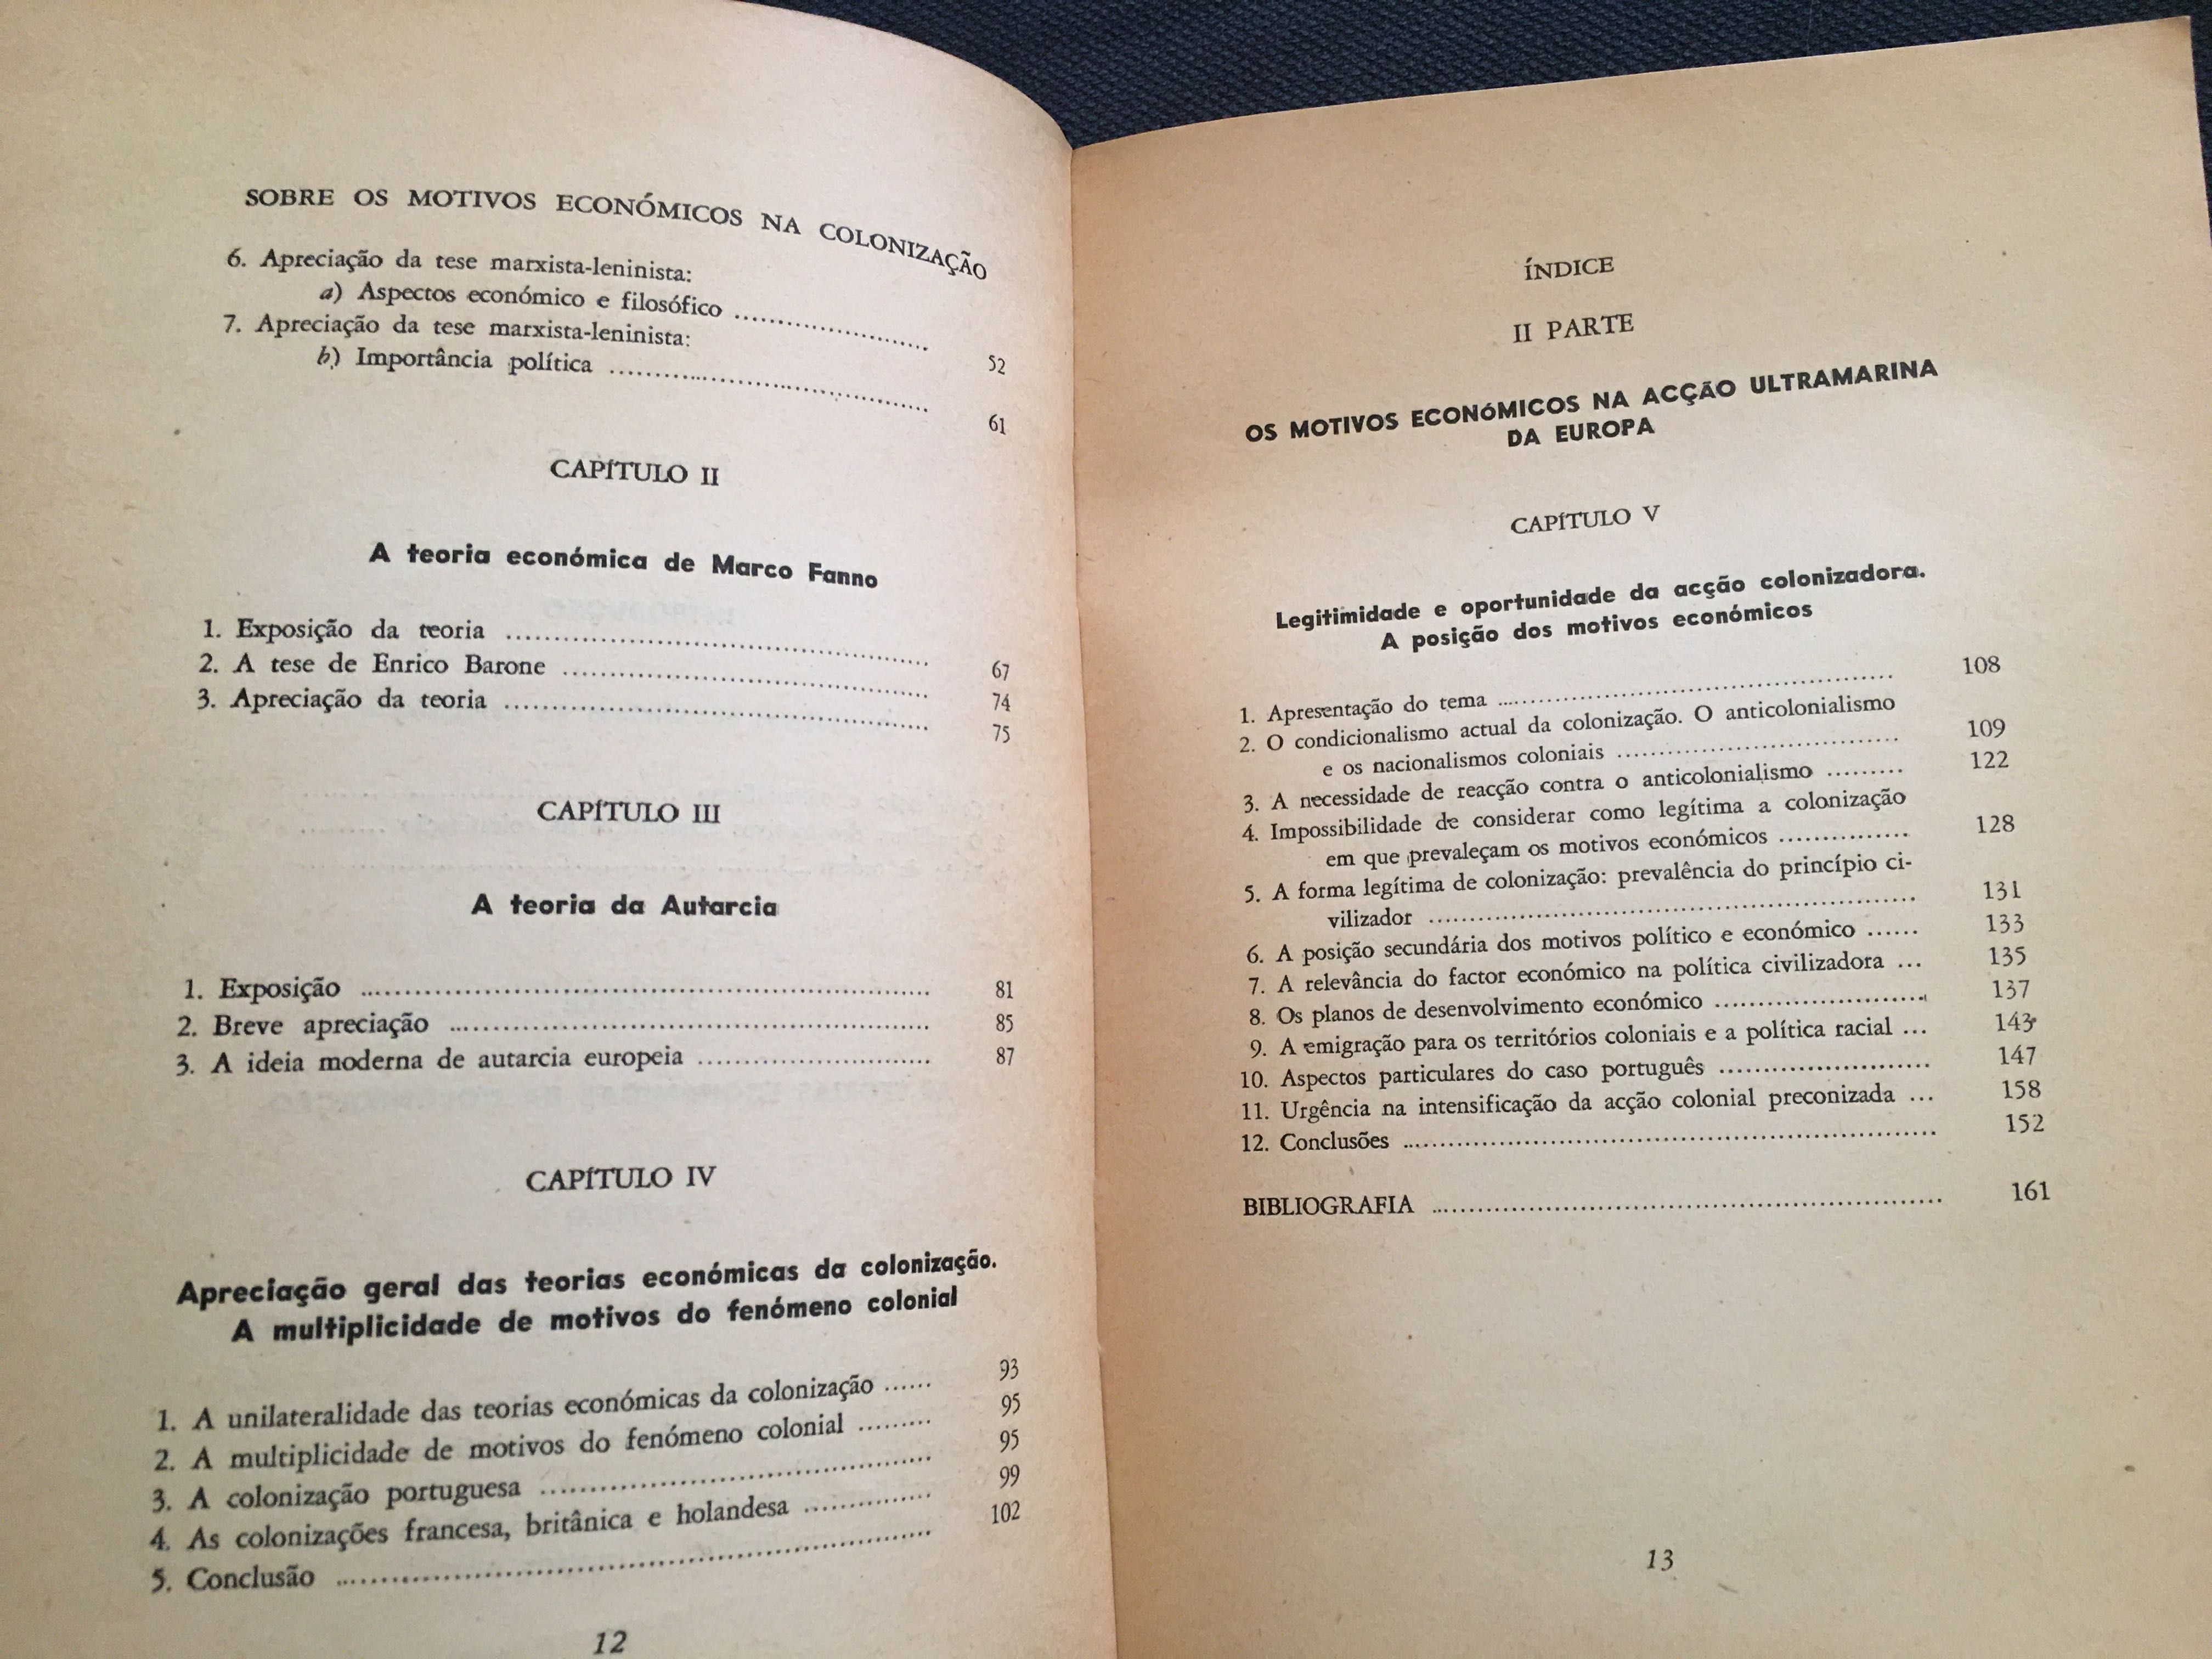 SOBRE OS MOTIVOS ECONÓMICOS NA COLONIZAÇÃO
6. Apreciação da tese marxista-leninista:
a) Aspectos económico e filosófico .................... 52
7. Apreciação da tese marxista-leninista:
b) Importância política .................... 61
CAPÍTULO II
A teoria económica de Marco Fanno
1. Exposição da teoria .................... 67
2. A tese de Enrico Barone .................... 74
3. Apreciação da teoria .................... 75
CAPÍTULO III
A teoria da Autarcia
1. Exposição .................... 81
2. Breve apreciação .................... 85
3. A ideia moderna de autarcia europeia .................... 87
CAPÍTULO IV
Apreciação geral das teorias económicas da colonização.
A multiplicidade de motivos do fenómeno colonial
1. A unilateralidade das teorias económicas da colonização ...... 93
2. A multiplicidade de motivos do fenómeno colonial ......... 95
3. A colonização portuguesa .................... 95
4. As colonizações francesa, britânica e holandesa ............... 99
5. Conclusão .................... 102
12
ÍNDICE
II PARTE
OS MOTIVOS ECONÓMICOS NA ACÇÃO ULTRAMARINA
DA EUROPA
CAPÍTULO V
Legitimidade e oportunidade da acção colonizadora.
A posição dos motivos económicos
1. Apresentação do tema .................... 108
2. O condicionalismo actual da colonização. O anticolonialismo
e os nacionalismos coloniais .................... 109
3. A necessidade de reacção contra o anticolonialismo ......... 122
4. Impossibilidade de considerar como legítima a colonização
em que prevaleçam os motivos económicos ............... 128
5. A forma legítima de colonização: prevalência do princípio ci-
vilizador .................... 131
6. A posição secundária dos motivos político e económico ...... 133
7. A relevância do factor económico na política civilizadora ... 135
8. Os planos de desenvolvimento económico .................... 137
9. A emigração para os territórios coloniais e a política racial ... 143
10. Aspectos particulares do caso português .................... 147
11. Urgência na intensificação da acção colonial preconizada ... 158
12. Conclusões .................... 152
BIBLIOGRAFIA .................... 161
13